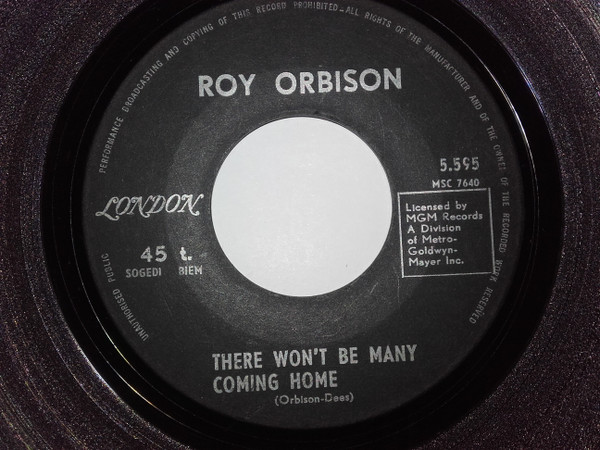 UNAUTHORISED PUBLIC PERFORMANCE BROADCASTING AND COPYING OF THIS RECORD PROHIBITED—ALL RIGHTS OF THE MANUFACTURER AND OF THE OWNER OF THE RECORDED WORK RESERVED
ROY ORBISON
5.595
MSC 7640
LONDON
Licensed by
MGM Records
A Division
of Metro-
Goldwyn-
Mayer Inc.
45 t.
SOGEDI BIEM
THERE WON'T BE MANY
COMING HOME
(Orbison-Dees)